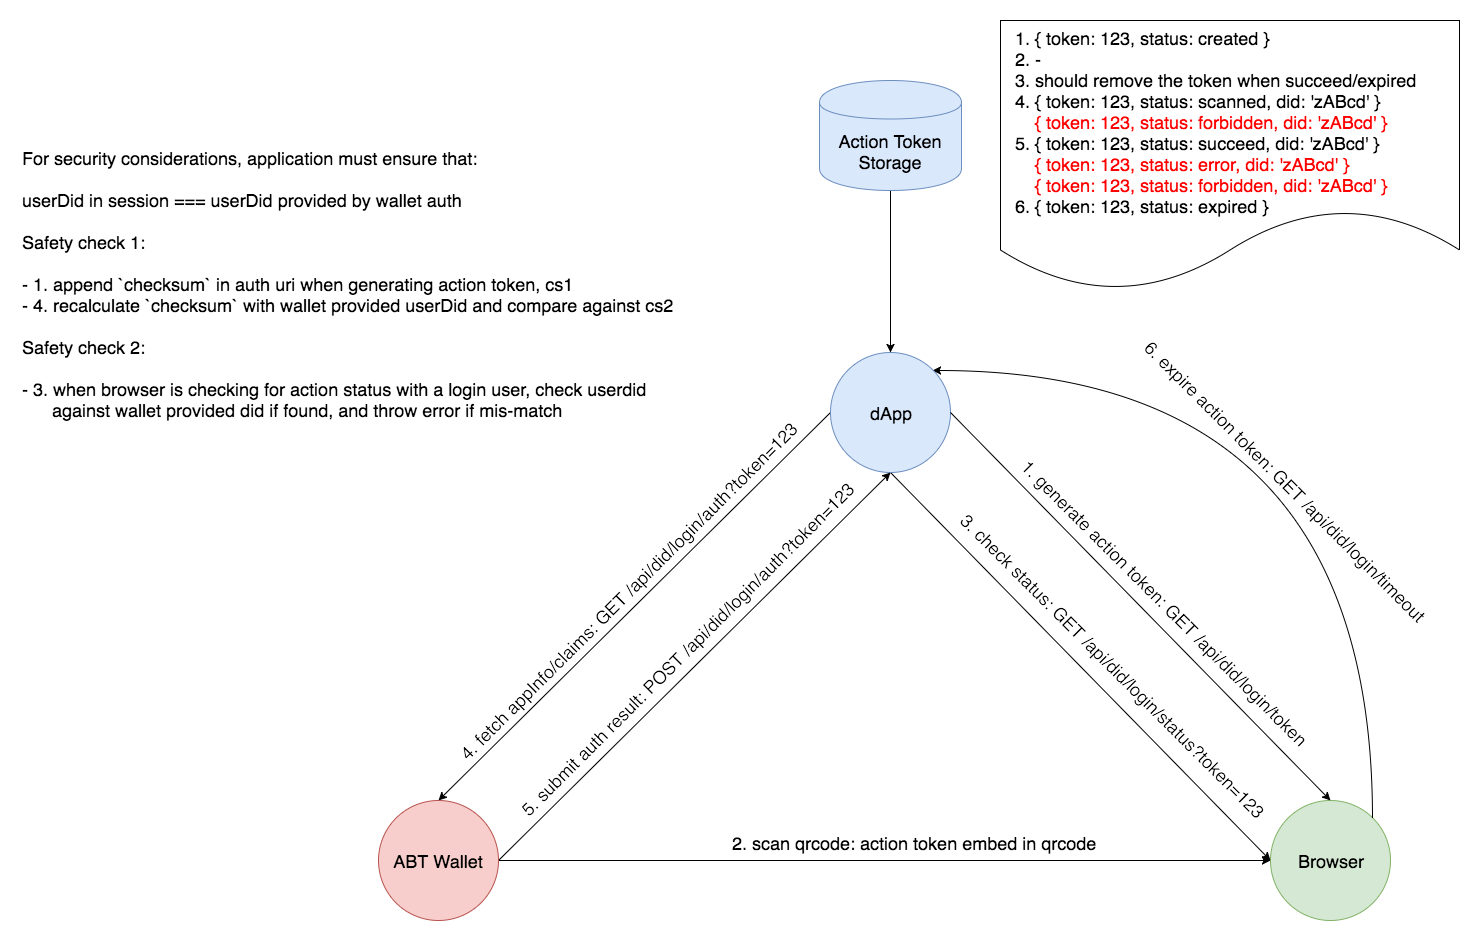 1. { token: 123, status: created }
2. -
3. should remove the token when succeed/expired
4. { token: 123, status: scanned, did: 'zABcd' }
{ token: 123, status: forbidden, did: 'zABcd' }
5. { token: 123, status: succeed, did: 'zABcd' }
{ token: 123, status: error, did: 'zABcd' }
{ token: 123, status: forbidden, did: 'zABcd' }
6. { token: 123, status: expired }
Action Token
Storage
For security considerations, application must ensure that:
userDid in session === userDid provided by wallet auth
Safety check 1:
- 1. append `checksum` in auth uri when generating action token, cs1
- 4. recalculate `checksum` with wallet provided userDid and compare against cs2
Safety check 2:
- 3. when browser is checking for action status with a login user, check userdid
against wallet provided did if found, and throw error if mis-match
dApp
6. expire action token: GET /api/did/login/timeout
1. generate action token: GET /api/did/login/token
3. check status: GET /api/did/login/status?token=123
4. fetch appInfo/claims: GET /api/did/login/auth?token=123
5. submit auth result: POST /api/did/login/auth?token=123
2. scan qrcode: action token embed in qrcode
ABT Wallet
Browser